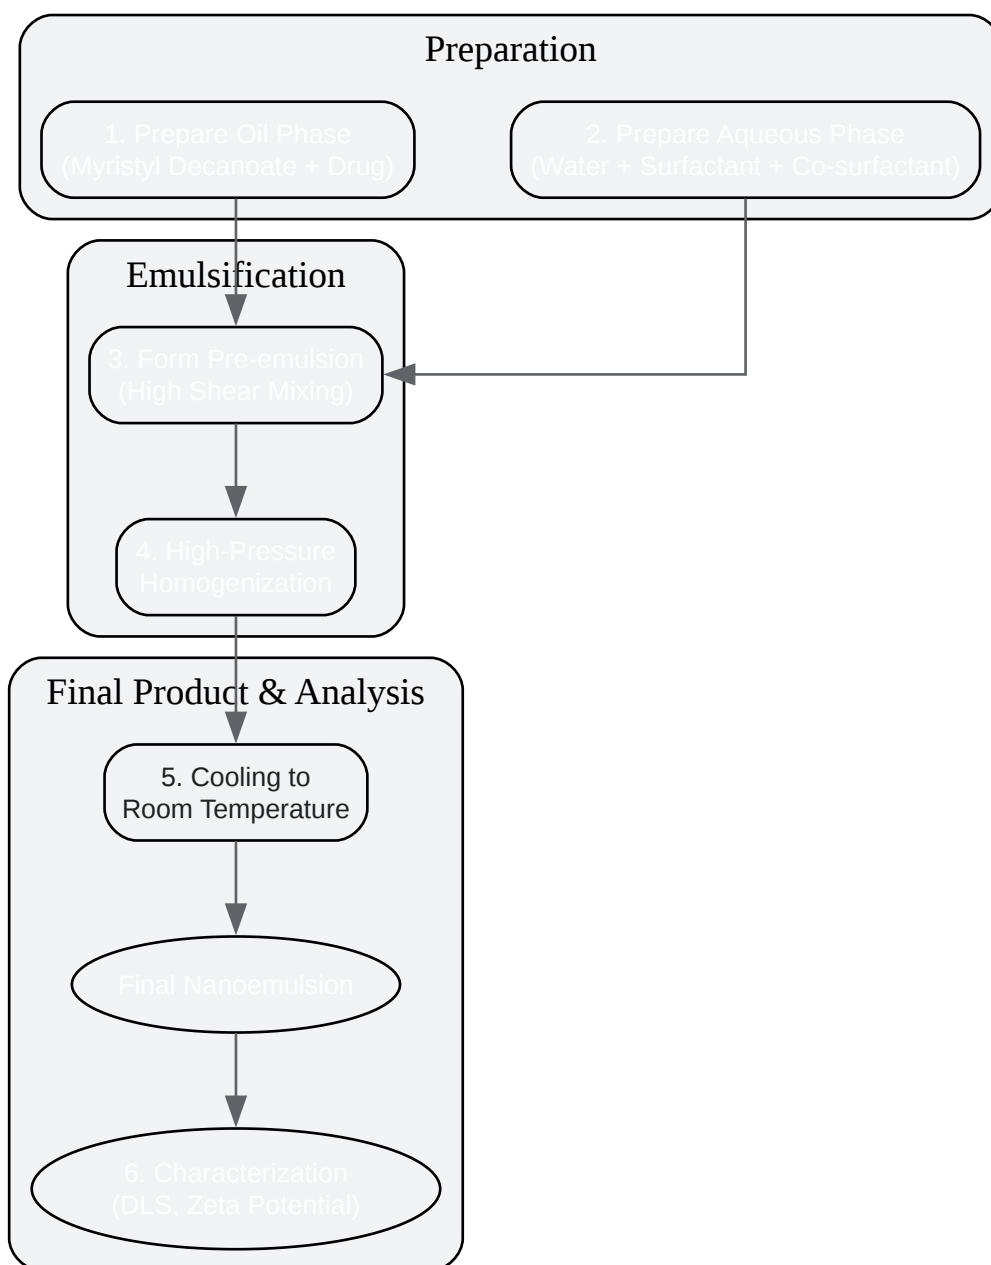 Preparation
1. Prepare Oil Phase
(Myristyl Decanoate + Drug)
2. Prepare Aqueous Phase
(Water + Surfactant + Co-surfactant)
Emulsification
3. Form Pre-emulsion
(High Shear Mixing)
4. High-Pressure
Homogenization
Final Product & Analysis
5. Cooling to
Room Temperature
Final Nanoemulsion
6. Characterization
(DLS, Zeta Potential)